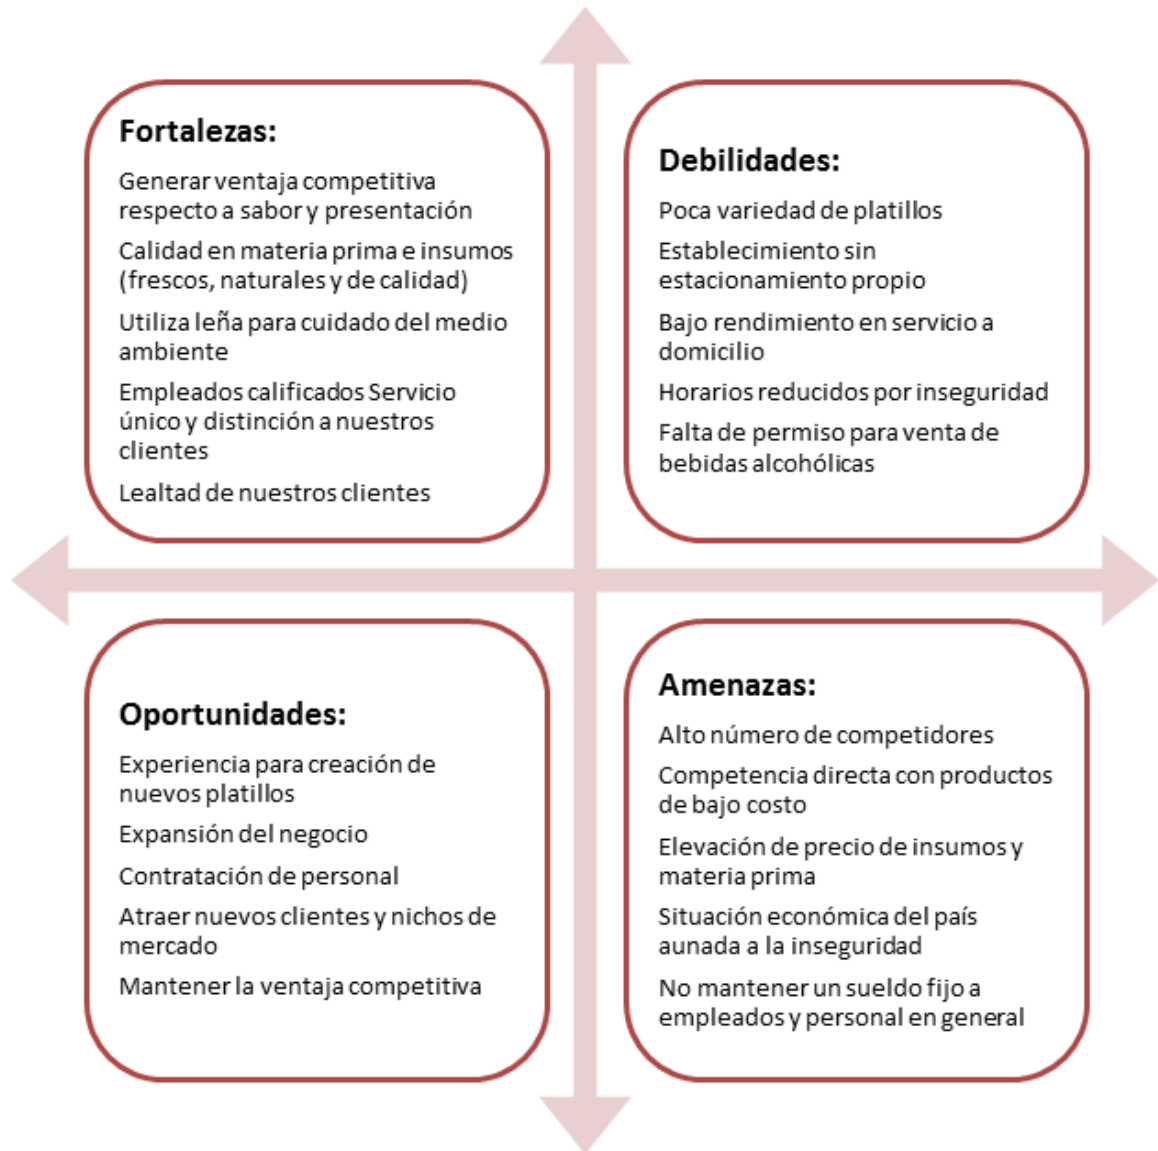 Fortalezas:
Generar ventaja competitiva
respecto a sabor y presentación
Calidad en materia prima e insumos
(frescos, naturales y de calidad)
Utiliza leña para cuidado del medio
ambiente
Empleados calificados Servicio
único y distinción a nuestros
clientes
Lealtad de nuestros clientes
Debilidades:
Poca variedad de platillos
Establecimiento sin
estacionamiento propio
Bajo rendimiento en servicio a
domicilio
Horarios reducidos por inseguridad
Falta de permiso para venta de
bebidas alcohólicas
Oportunidades:
Experiencia para creación de
nuevos platillos
Expansión del negocio
Contratación de personal
Atraer nuevos clientes y nichos de
mercado
Mantener la ventaja competitiva
Amenazas:
Alto número de competidores
Competencia directa con productos
de bajo costo
Elevación de precio de insumos y
materia prima
Situación económica del país
aunada a la inseguridad
No mantener un sueldo fijo a
empleados y personal en general